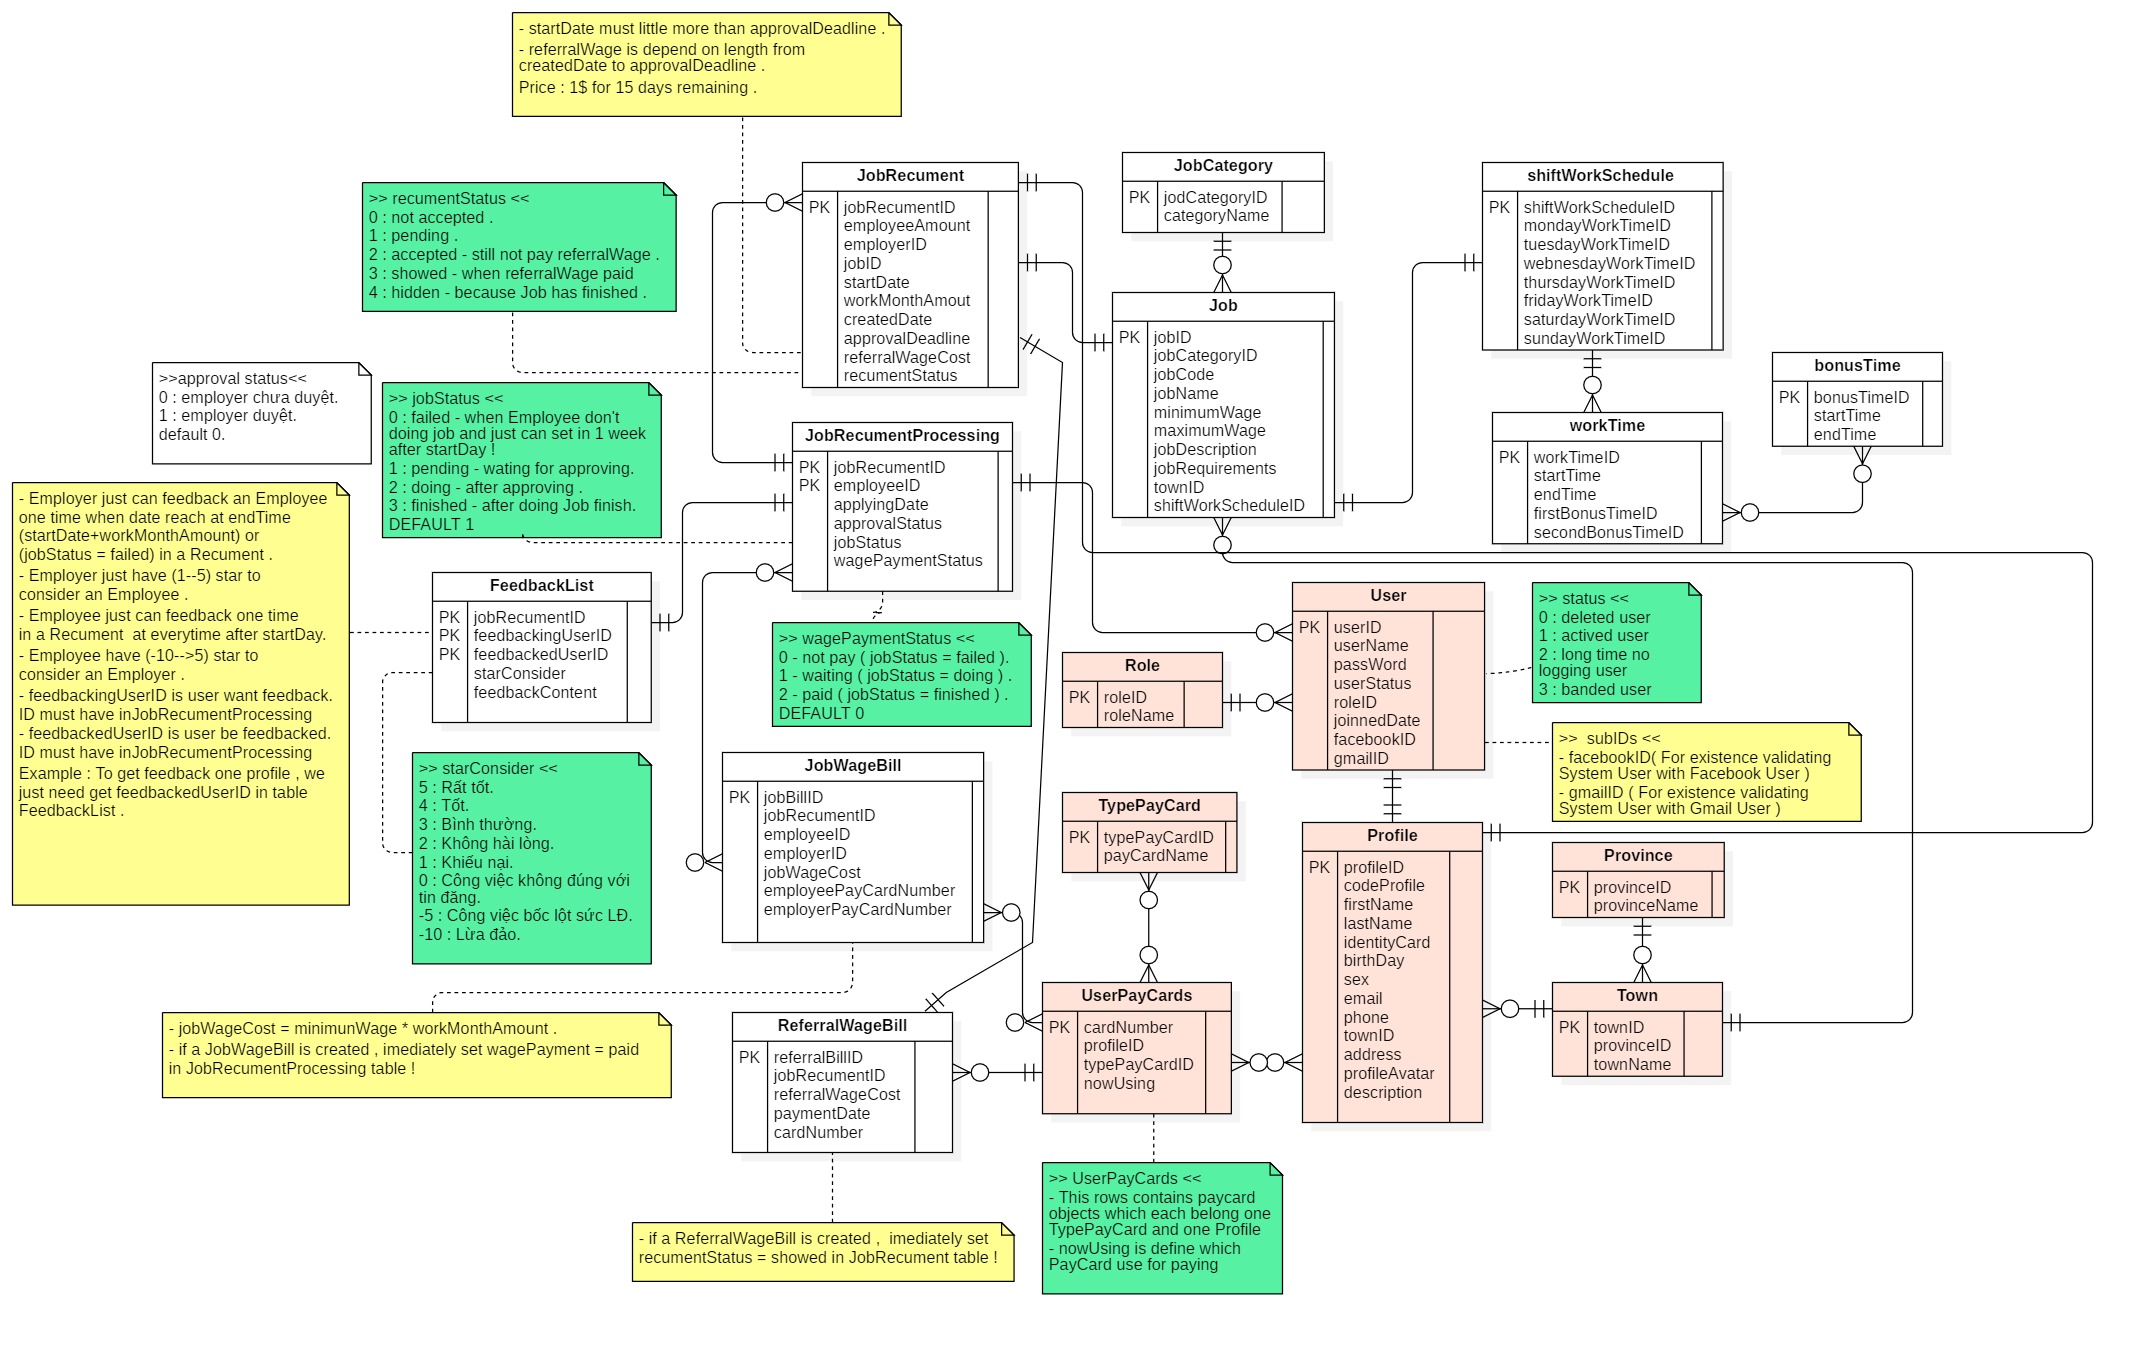 - startDate must little more than approvalDeadline .
- referralWage is depend on length from
createdDate to approvalDeadline .
Price : 1$ for 15 days remaining .
>> recumentStatus <<
0 : not accepted .
1 : pending .
2 : accepted - still not pay referralWage .
3 : showed - when referralWage paid
4 : hidden - because Job has finished .
JobRecument
PK jobRecumentID
employeeAmount
employerID
jobID
startDate
workMonthAmout
createdDate
approvalDeadline
referralWageCost
recumentStatus
JobCategory
PK jodCategoryID
categoryName
shiftWorkSchedule
PK shiftWorkScheduleID
mondayWorkTimeID
tuesdayWorkTimeID
webnesdayWorkTimeID
thursdayWorkTimeID
fridayWorkTimeID
saturdayWorkTimeID
sundayWorkTimeID
Job
PK jobID
jobCategoryID
jobCode
jobName
minimumWage
maximumWage
jobDescription
jobRequirements
townID
shiftWorkScheduleID
bonusTime
PK bonusTimeID
startTime
endTime
workTime
PK workTimeID
startTime
endTime
firstBonusTimeID
secondBonusTimeID
>>approval status<<
0 : employer chưa duyệt.
1 : employer duyệt.
default 0.
>> jobStatus <<
0 : failed - when Employee don't
doing job and just can set in 1 week
after startDay !
1 : pending - wating for approving.
2 : doing - after approving .
3 : finished - after doing Job finish.
DEFAULT 1
JobRecumentProcessing
PK jobRecumentID
PK employeeID
applyingDate
approvalStatus
jobStatus
wagePaymentStatus
- Employer just can feedback an Employee
one time when date reach at endTime
(startDate+workMonthAmount) or
(jobStatus = failed) in a Recument .
- Employer just have (1--5) star to
consider an Employee .
- Employee just can feedback one time
in a Recument  at everytime after startDay.
- Employee have (-10-->5) star to
consider an Employer .
- feedbackingUserID is user want feedback.
ID must have inJobRecumentProcessing
- feedbackedUserID is user be feedbacked.
ID must have inJobRecumentProcessing
Example : To get feedback one profile , we
just need get feedbackedUserID in table
FeedbackList .
FeedbackList
PK jobRecumentID
PK feedbackingUserID
PK feedbackedUserID
starConsider
feedbackContent
>> wagePaymentStatus <<
0 - not pay ( jobStatus = failed ).
1 - waiting ( jobStatus = doing ) .
2 - paid ( jobStatus = finished ) .
DEFAULT 0
User
PK userID
userName
passWord
userStatus
roleID
joinnedDate
facebookID
gmailID
>> status <<
0 : deleted user
1 : actived user
2 : long time no
logging user
3 : banded user
Role
PK roleID
roleName
>>  subIDs <<
- facebookID( For existence validating
System User with Facebook User )
- gmailID ( For existence validating
System User with Gmail User )
>> starConsider <<
5 : Rất tốt.
4 : Tốt.
3 : Bình thường.
2 : Không hài lòng.
1 : Khiếu nại.
0 : Công việc không đúng với
tin đăng.
-5 : Công việc bốc lột sức LĐ.
-10 : Lừa đảo.
JobWageBill
PK jobBillID
jobRecumentID
employeeID
employerID
jobWageCost
employeePayCardNumber
employerPayCardNumber
TypePayCard
PK typePayCardID
payCardName
Profile
PK profileID
codeProfile
firstName
lastName
identityCard
birthDay
sex
email
phone
townID
address
profileAvatar
description
Province
PK provinceID
provinceName
Town
PK townID
provinceID
townName
- jobWageCost = minimunWage * workMonthAmount .
- if a JobWageBill is created , imediately set wagePayment = paid
in JobRecumentProcessing table !
ReferralWageBill
PK referralBillID
jobRecumentID
referralWageCost
paymentDate
cardNumber
UserPayCards
PK cardNumber
profileID
typePayCardID
nowUsing
- if a ReferralWageBill is created ,  imediately set
recumentStatus = showed in JobRecument table !
>> UserPayCards <<
- This rows contains paycard
objects which each belong one
TypePayCard and one Profile
- nowUsing is define which
PayCard use for paying